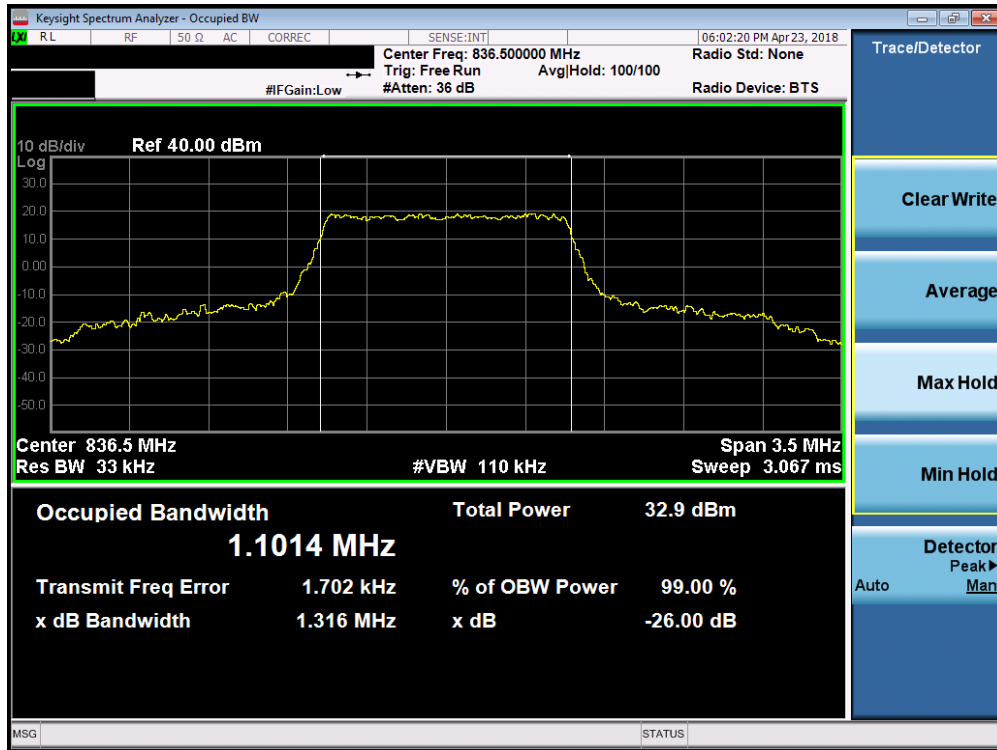 Keysight Spectrum Analyzer - Occupied BW
LXI RL RF 50 Ω AC CORREC SENSE:INT 06:02:20 PM Apr 23, 2018
Center Freq: 836.500000 MHz Radio Std: None
Trig: Free Run Avg|Hold: 100/100
#IFGain:Low #Atten: 36 dB Radio Device: BTS
10 dB/div Ref 40.00 dBm
Log
30.0
20.0
10.0
0.00
-10.0
-20.0
-30.0
-40.0
-50.0
Center 836.5 MHz Span 3.5 MHz
Res BW 33 kHz #VBW 110 kHz Sweep 3.067 ms
Occupied Bandwidth Total Power 32.9 dBm
1.1014 MHz
Transmit Freq Error 1.702 kHz % of OBW Power 99.00 %
x dB Bandwidth 1.316 MHz x dB -26.00 dB
MSG STATUS
Trace/Detector
Clear Write
Average
Max Hold
Min Hold
Detector
Peak▶
Auto Man